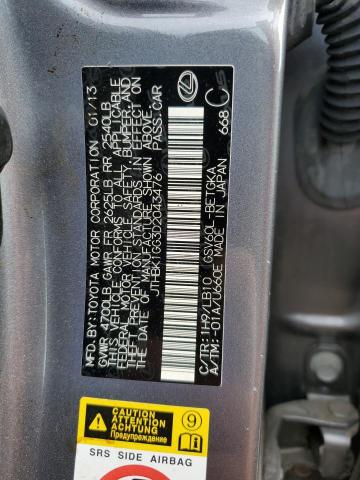 MFD.BY:TOYOTA MOTOR CORPORATION 01/13
GVWR 4700LB GAWR FR 2625LB RR 2540LB
THIS VEHICLE CONFORMS TO ALL APPLICABLE
FEDERAL MOTOR VEHICLE SAFETY, BUMPER, AND
THEFT PREVENTION STANDARDS IN EFFECT ON
THE DATE OF MANUFACTURE SHOWN ABOVE.
PASS.CAR
C/TR:1H9/LB10 GSV60L-BETGKA
A/TM:-01A/U660E MADE IN JAPAN
668
CAUTION
ATTENTION
ACHTUNG
Предупреждение
9
SRS SIDE AIRBAG